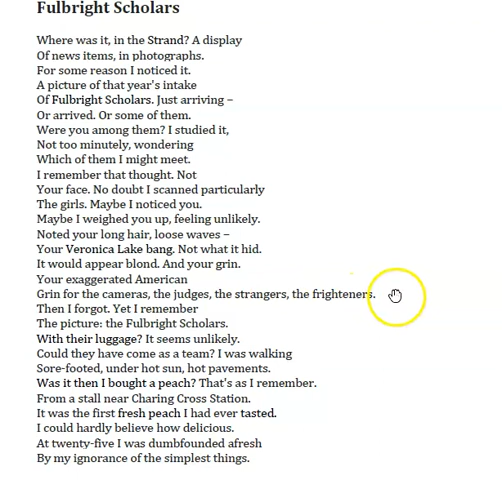 Fulbright Scholars
Where was it, in the Strand? A display
Of news items, in photographs.
For some reason I noticed it.
A picture of that year's intake
Of Fulbright Scholars. Just arriving –
Or arrived. Or some of them.
Were you among them? I studied it,
Not too minutely, wondering
Which of them I might meet.
I remember that thought. Not
Your face. No doubt I scanned particularly
The girls. Maybe I noticed you.
Maybe I weighed you up, feeling unlikely.
Noted your long hair, loose waves –
Your Veronica Lake bang. Not what it hid.
It would appear blond. And your grin.
Your exaggerated American
Grin for the cameras, the judges, the strangers, the frighteners.
Then I forgot. Yet I remember
The picture: the Fulbright Scholars.
With their luggage? It seems unlikely.
Could they have come as a team? I was walking
Sore-footed, under hot sun, hot pavements.
Was it then I bought a peach? That's as I remember.
From a stall near Charing Cross Station.
It was the first fresh peach I had ever tasted.
I could hardly believe how delicious.
At twenty-five I was dumbfounded afresh
By my ignorance of the simplest things.